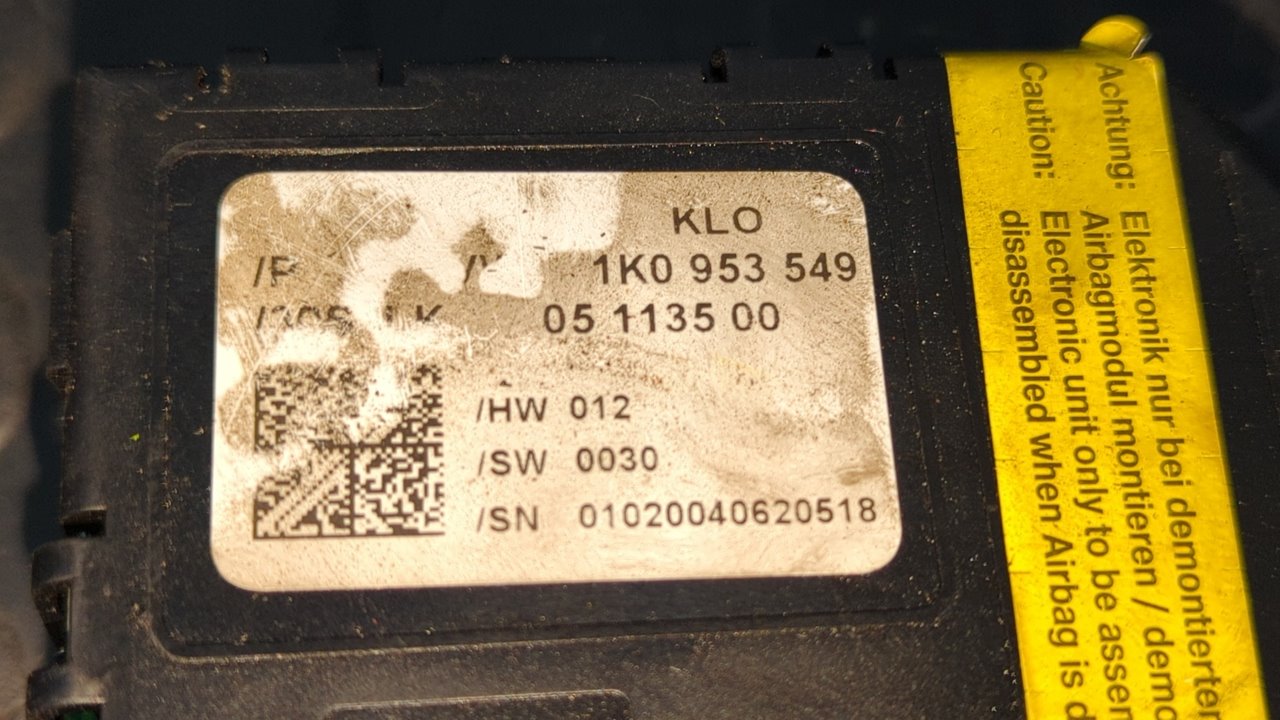 KLO
1K0 953 549
05 1135 00
/HW 012
/SW 0030
/SN 01020040620518
Achtung: Elektronik nur bei demontierte
Airbagmodul montieren /
Caution: Electronic unit only to be
disassembled when Airbag is